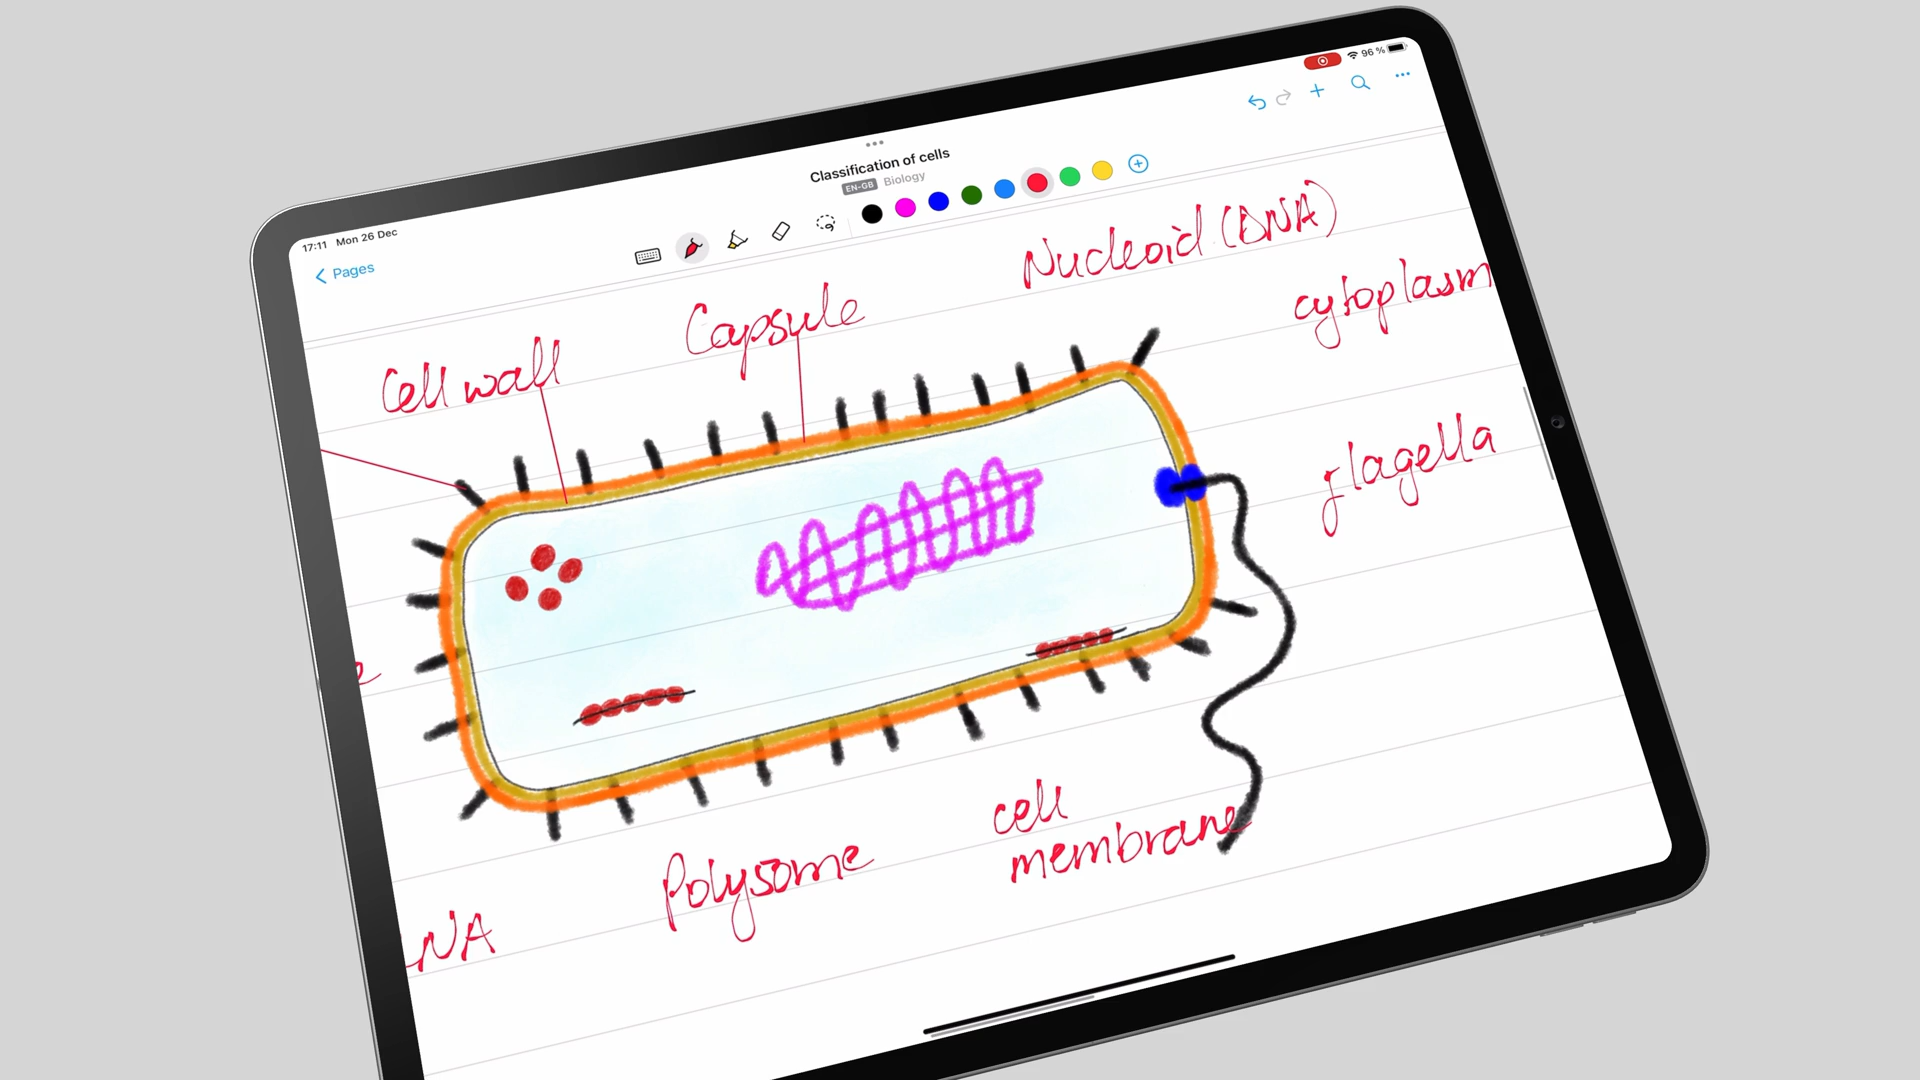 17:11 Mon 26 Dec
96 %
Pages
Classification of cells
EN-GB Biology
Nucleoid (DNA)
cytoplasm
Capsule
Cell wall
flagella
cell
membrane
Polysome
NA